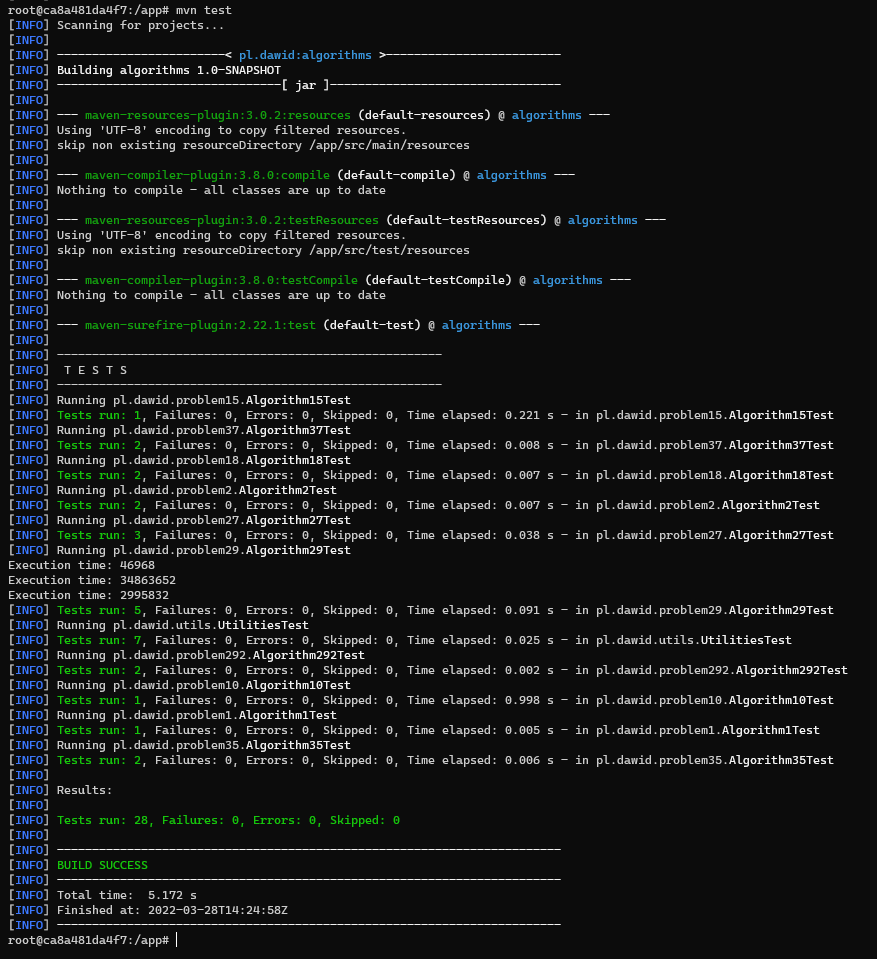 root@ca8a481da4f7:/app# mvn test
[INFO] Scanning for projects...
[INFO]
[INFO] ------------------------< pl.dawid:algorithms >-------------------------
[INFO] Building algorithms 1.0-SNAPSHOT
[INFO] --------------------------------[ jar ]---------------------------------
[INFO]
[INFO] --- maven-resources-plugin:3.0.2:resources (default-resources) @ algorithms ---
[INFO] Using 'UTF-8' encoding to copy filtered resources.
[INFO] skip non existing resourceDirectory /app/src/main/resources
[INFO]
[INFO] --- maven-compiler-plugin:3.8.0:compile (default-compile) @ algorithms ---
[INFO] Nothing to compile - all classes are up to date
[INFO]
[INFO] --- maven-resources-plugin:3.0.2:testResources (default-testResources) @ algorithms ---
[INFO] Using 'UTF-8' encoding to copy filtered resources.
[INFO] skip non existing resourceDirectory /app/src/test/resources
[INFO]
[INFO] --- maven-compiler-plugin:3.8.0:testCompile (default-testCompile) @ algorithms ---
[INFO] Nothing to compile - all classes are up to date
[INFO]
[INFO] --- maven-surefire-plugin:2.22.1:test (default-test) @ algorithms ---
[INFO]
[INFO] -------------------------------------------------------
[INFO]  T E S T S
[INFO] -------------------------------------------------------
[INFO] Running pl.dawid.problem15.Algorithm15Test
[INFO] Tests run: 1, Failures: 0, Errors: 0, Skipped: 0, Time elapsed: 0.221 s - in pl.dawid.problem15.Algorithm15Test
[INFO] Running pl.dawid.problem37.Algorithm37Test
[INFO] Tests run: 2, Failures: 0, Errors: 0, Skipped: 0, Time elapsed: 0.008 s - in pl.dawid.problem37.Algorithm37Test
[INFO] Running pl.dawid.problem18.Algorithm18Test
[INFO] Tests run: 2, Failures: 0, Errors: 0, Skipped: 0, Time elapsed: 0.007 s - in pl.dawid.problem18.Algorithm18Test
[INFO] Running pl.dawid.problem2.Algorithm2Test
[INFO] Tests run: 2, Failures: 0, Errors: 0, Skipped: 0, Time elapsed: 0.007 s - in pl.dawid.problem2.Algorithm2Test
[INFO] Running pl.dawid.problem27.Algorithm27Test
[INFO] Tests run: 3, Failures: 0, Errors: 0, Skipped: 0, Time elapsed: 0.038 s - in pl.dawid.problem27.Algorithm27Test
[INFO] Running pl.dawid.problem29.Algorithm29Test
Execution time: 46968
Execution time: 34863652
Execution time: 2995832
[INFO] Tests run: 5, Failures: 0, Errors: 0, Skipped: 0, Time elapsed: 0.091 s - in pl.dawid.problem29.Algorithm29Test
[INFO] Running pl.dawid.utils.UtilitiesTest
[INFO] Tests run: 7, Failures: 0, Errors: 0, Skipped: 0, Time elapsed: 0.025 s - in pl.dawid.utils.UtilitiesTest
[INFO] Running pl.dawid.problem292.Algorithm292Test
[INFO] Tests run: 2, Failures: 0, Errors: 0, Skipped: 0, Time elapsed: 0.002 s - in pl.dawid.problem292.Algorithm292Test
[INFO] Running pl.dawid.problem10.Algorithm10Test
[INFO] Tests run: 1, Failures: 0, Errors: 0, Skipped: 0, Time elapsed: 0.998 s - in pl.dawid.problem10.Algorithm10Test
[INFO] Running pl.dawid.problem1.Algorithm1Test
[INFO] Tests run: 1, Failures: 0, Errors: 0, Skipped: 0, Time elapsed: 0.005 s - in pl.dawid.problem1.Algorithm1Test
[INFO] Running pl.dawid.problem35.Algorithm35Test
[INFO] Tests run: 2, Failures: 0, Errors: 0, Skipped: 0, Time elapsed: 0.006 s - in pl.dawid.problem35.Algorithm35Test
[INFO]
[INFO] Results:
[INFO]
[INFO] Tests run: 28, Failures: 0, Errors: 0, Skipped: 0
[INFO]
[INFO] ------------------------------------------------------------------------
[INFO] BUILD SUCCESS
[INFO] ------------------------------------------------------------------------
[INFO] Total time:  5.172 s
[INFO] Finished at: 2022-03-28T14:24:58Z
[INFO] ------------------------------------------------------------------------
root@ca8a481da4f7:/app#